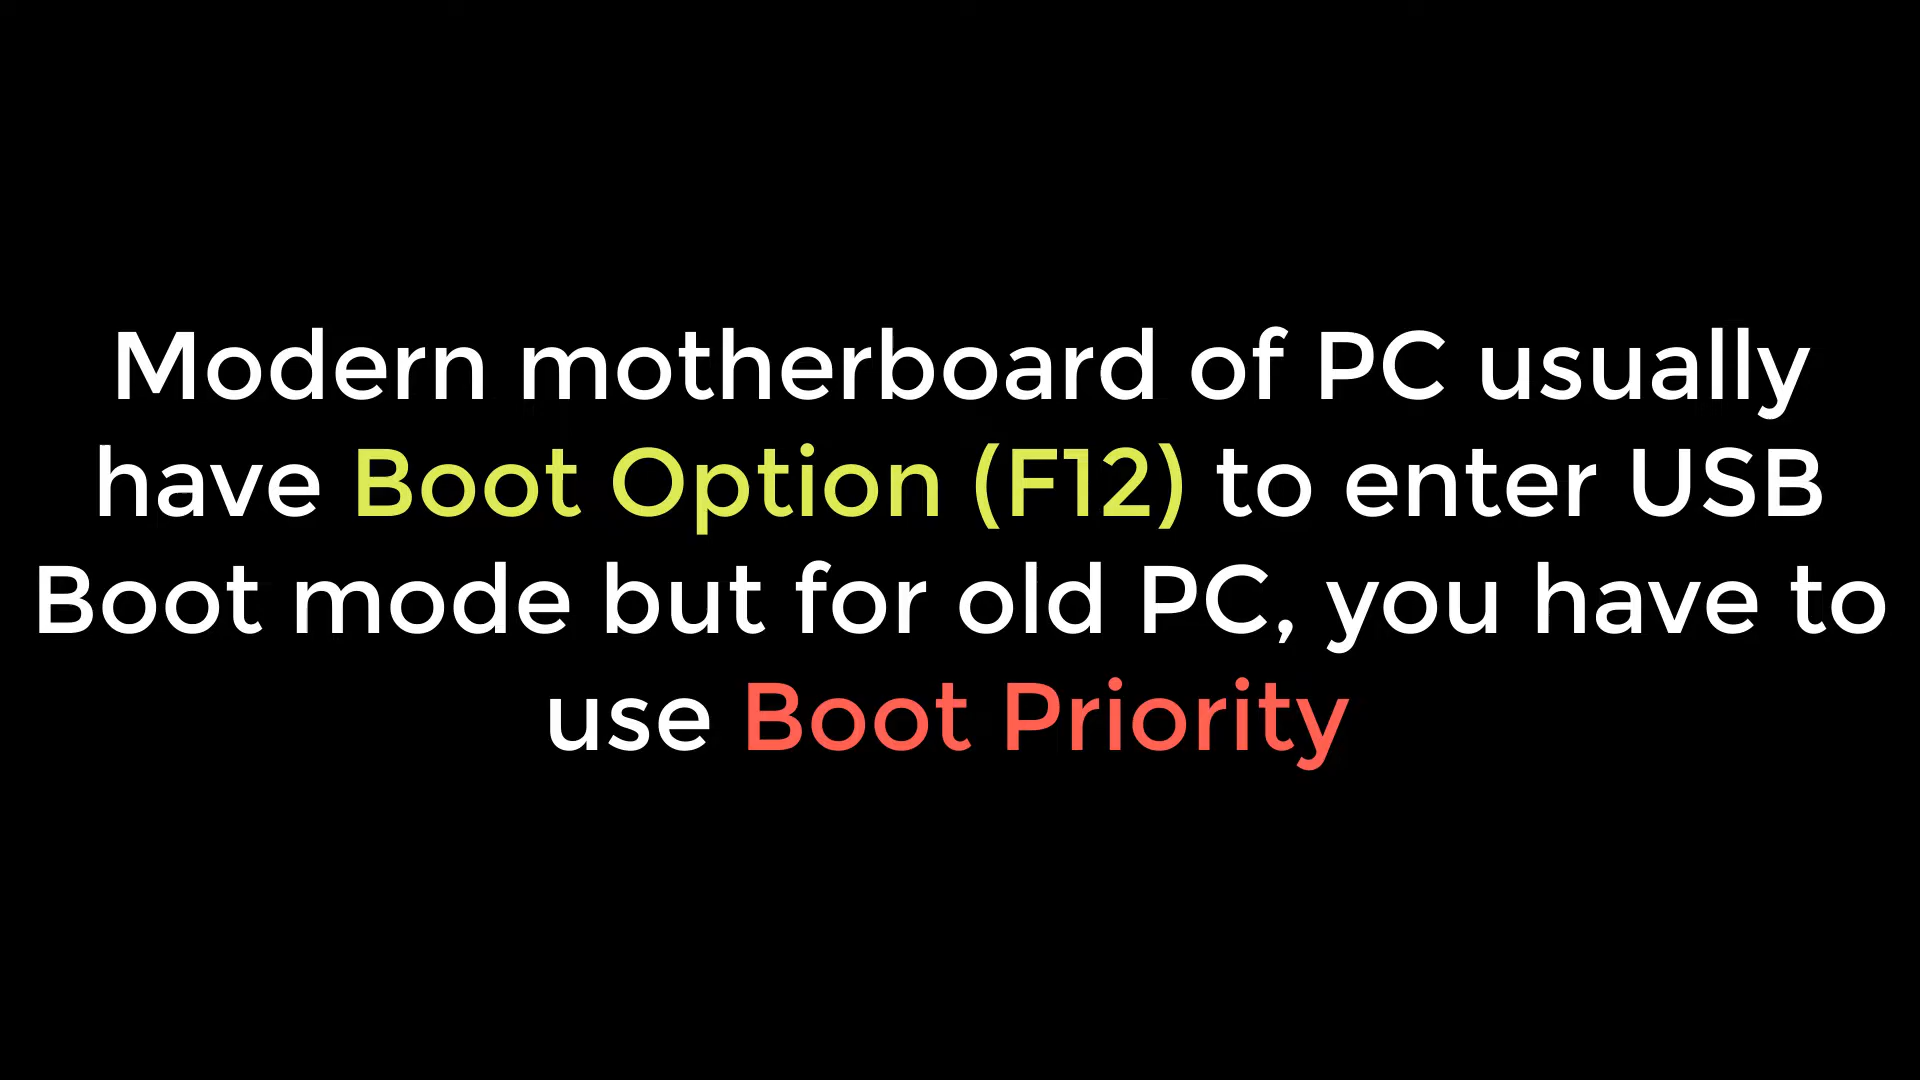 Modern motherboard of PC usually
have Boot Option (F12) to enter USB
Boot mode but for old PC, you have to
use Boot Priority